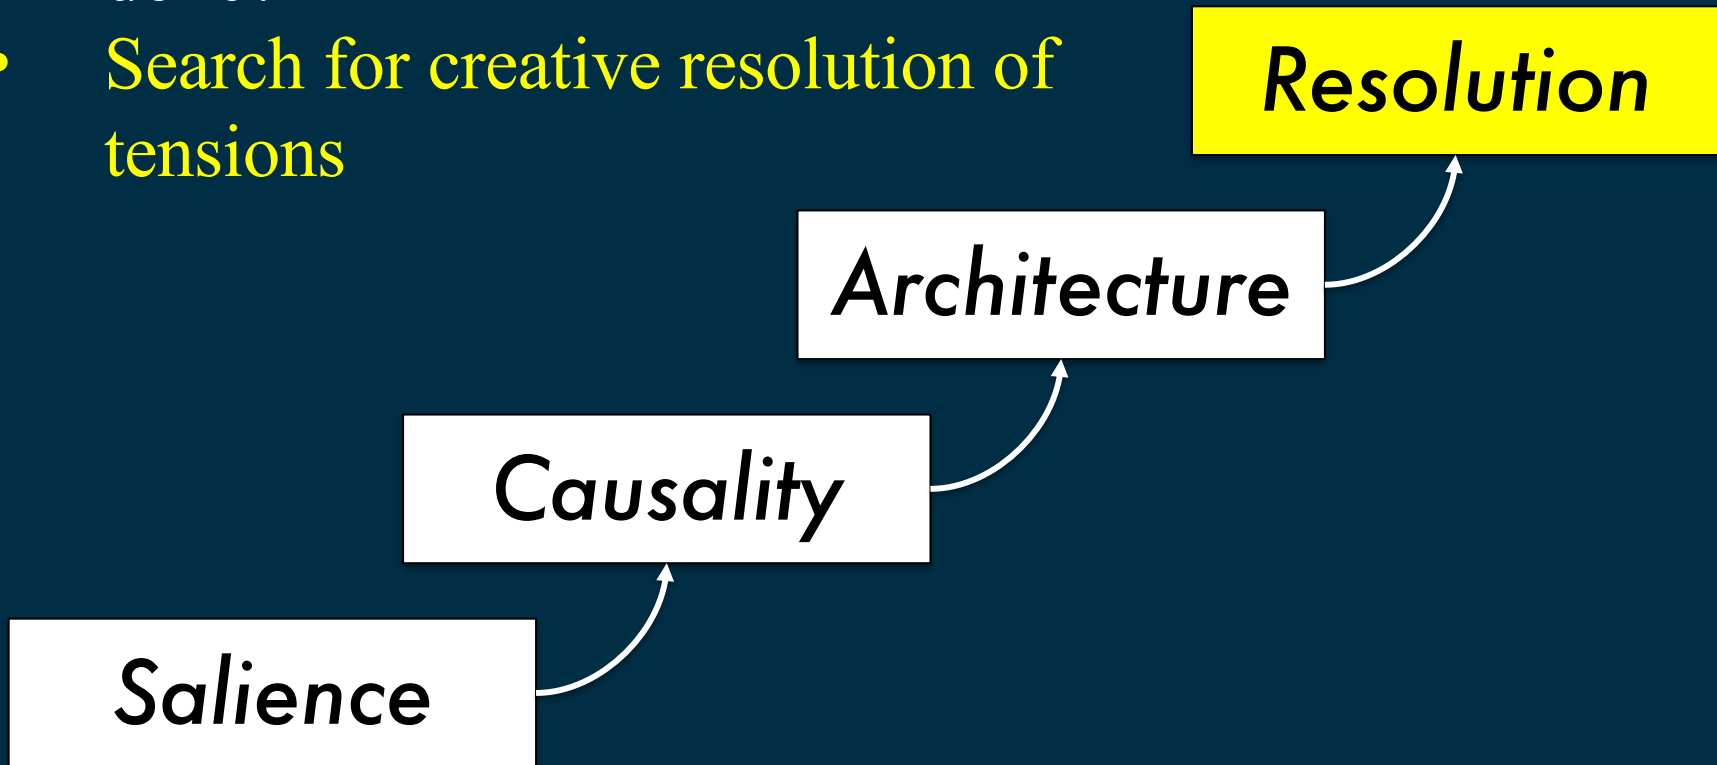 • Search for creative resolution of
tensions
Resolution
Architecture
Causality
Salience